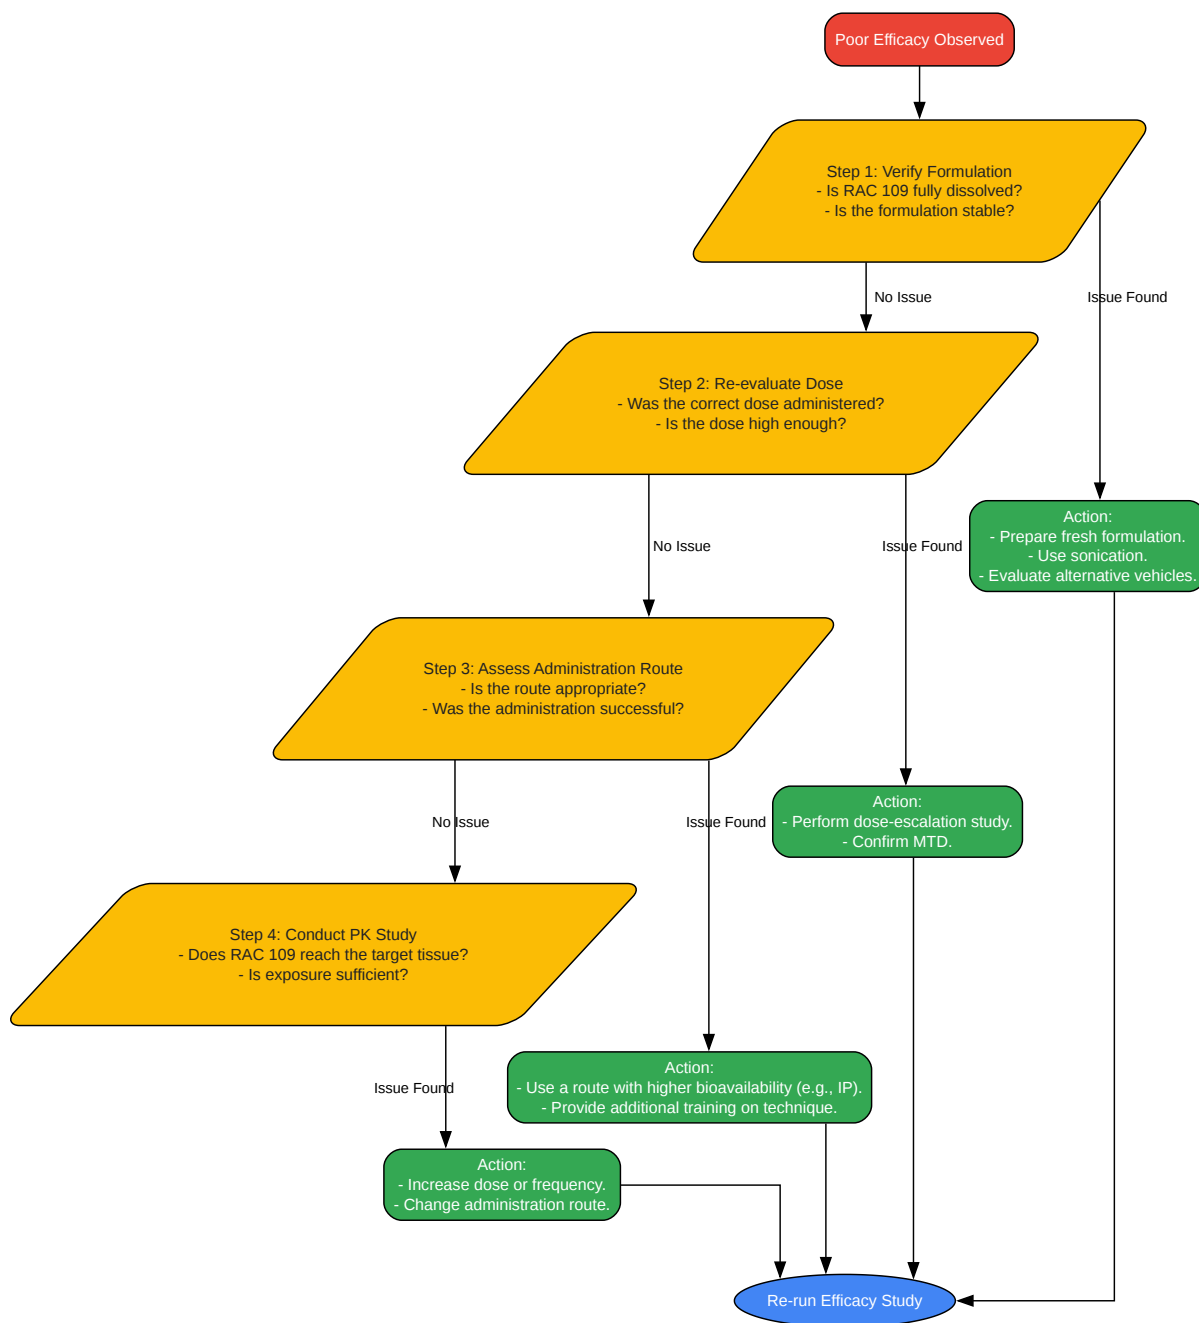 Poor Efficacy Observed
Step 1: Verify Formulation
- Is RAC 109 fully dissolved?
- Is the formulation stable?
No Issue
Issue Found
Step 2: Re-evaluate Dose
- Was the correct dose administered?
- Is the dose high enough?
Action:
- Prepare fresh formulation.
- Use sonication.
- Evaluate alternative vehicles.
No Issue
Issue Found
Step 3: Assess Administration Route
- Is the route appropriate?
- Was the administration successful?
Action:
- Perform dose-escalation study.
- Confirm MTD.
No Issue
Issue Found
Step 4: Conduct PK Study
- Does RAC 109 reach the target tissue?
- Is exposure sufficient?
Action:
- Use a route with higher bioavailability (e.g., IP).
- Provide additional training on technique.
Issue Found
Action:
- Increase dose or frequency.
- Change administration route.
Re-run Efficacy Study